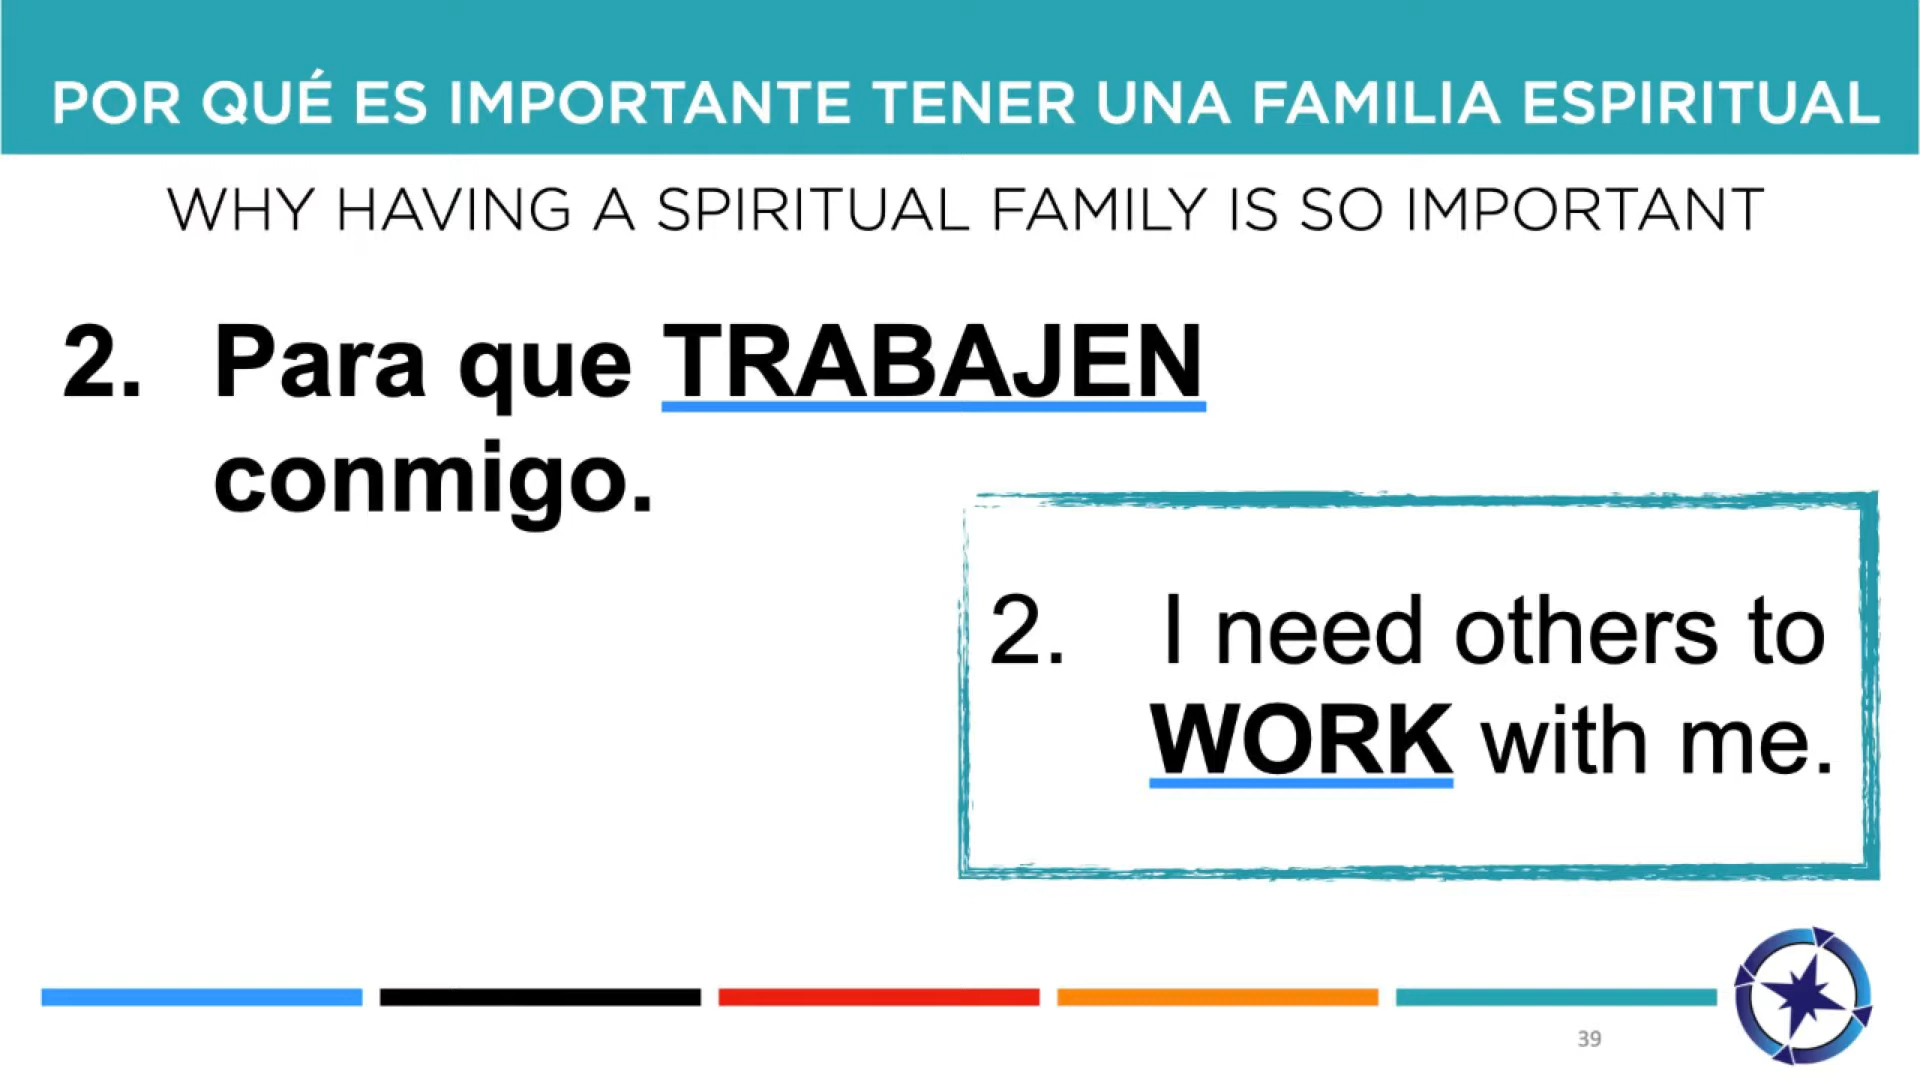 POR QUÉ ES IMPORTANTE TENER UNA FAMILIA ESPIRITUAL
WHY HAVING A SPIRITUAL FAMILY IS SO IMPORTANT
2. Para que TRABAJEN
conmigo.
2. I need others to
WORK with me.
39